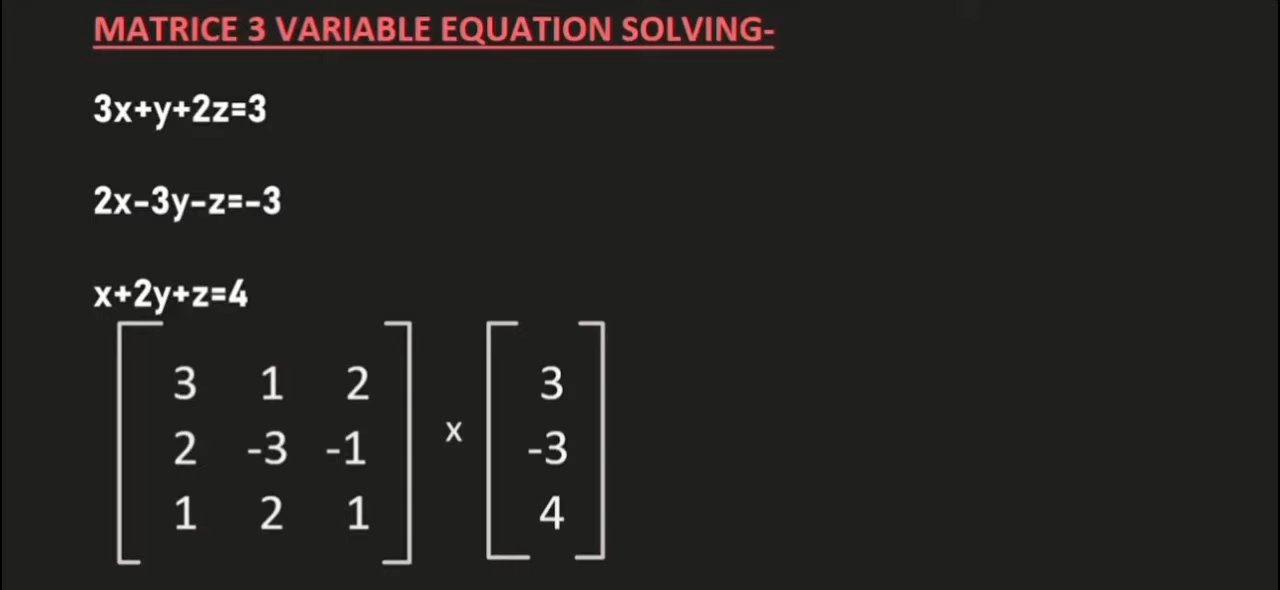 MATRICE 3 VARIABLE EQUATION SOLVING-
3x+y+2z=3
2x-3y-z=-3
x+2y+z=4
3 1 2 3
2 -3 -1 x -3
1 2 1 4